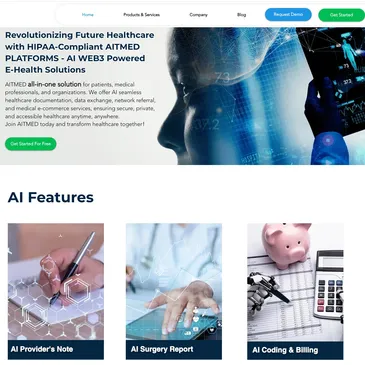 Home Products & Services Company Blog Request Demo Get Started
Revolutionizing Future Healthcare
with HIPAA-Compliant AITMED
PLATFORMS - AI WEB3 Powered
E-Health Solutions
AITMED all-in-one solution for patients, medical
professionals, and organizations. We offer AI seamless
healthcare documentation, data exchange, network referral,
and medical e-commerce services, ensuring secure, private,
and accessible healthcare anytime, anywhere.
Join AITMED today and transform healthcare together!
Get Started For Free
AI Features
AI Provider's Note
AI Surgery Report
AI Coding & Billing